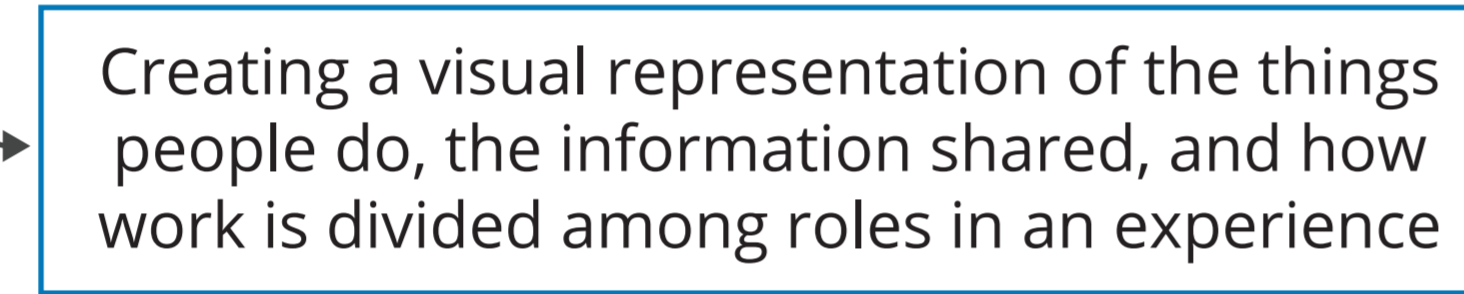 Creating a visual representation of the things
people do, the information shared, and how
work is divided among roles in an experience